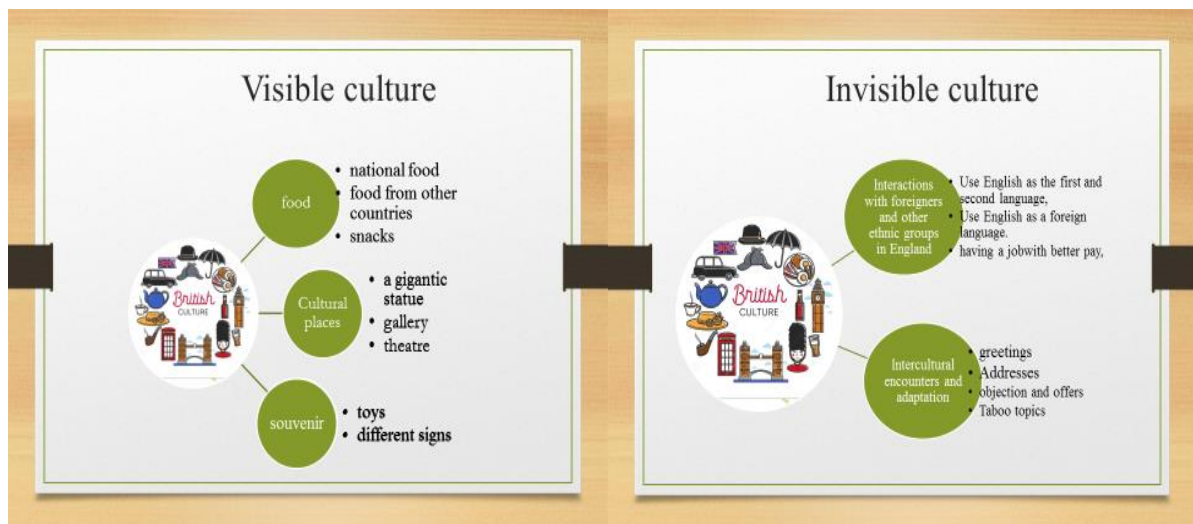 Visible culture
food
• national food
• food from other
countries
• snacks
British
CULTURE
Cultural
places
• a gigantic
statue
• gallery
• theatre
souvenir
• toys
• different signs
Invisible culture
Interactions
with foreigners
and other
ethnic groups
in England
• Use English as the first and
second language,
• Use English as a foreign
language.
• having a jobwith better pay,
British
CULTURE
Intercultural
encounters and
adaptation
• greetings
• Addresses
• objection and offers
• Taboo topics